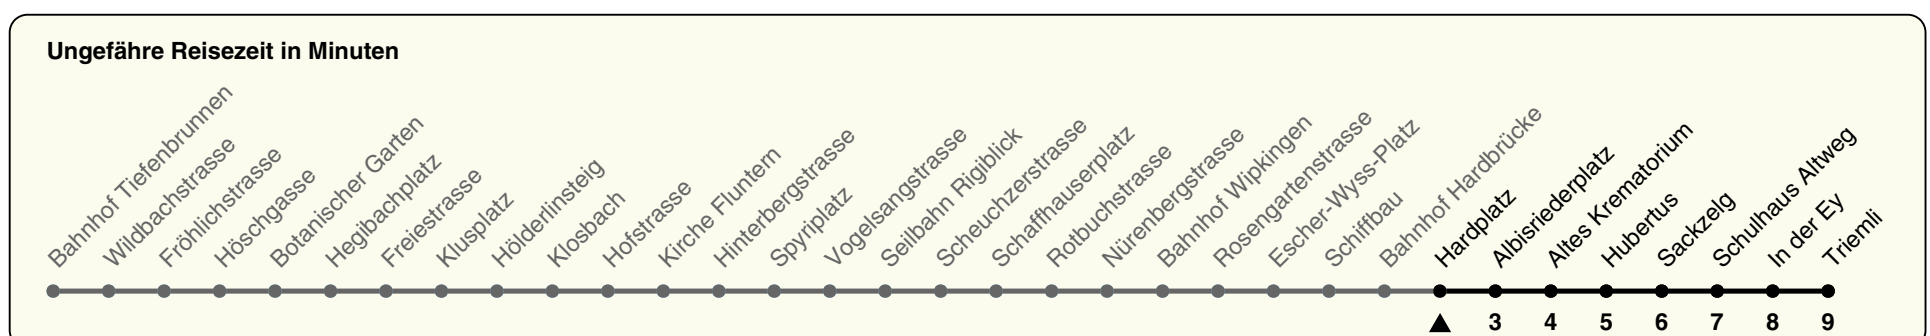 Ungefähre Reisezeit in Minuten
Bahnhof Tiefenbrunnen
Wildbachstrasse
Fröhlichstrasse
Höschgasse
Botanischer Garten
Hegibachplatz
Freiestrasse
Klusplatz
Hölderlinsteig
Klosbach
Hofstrasse
Kirche Fluntern
Hinterbergstrasse
Spyriplatz
Vogelsangstrasse
Seilbahn Rigiblick
Scheuchzerstrasse
Schaffhauserplatz
Rotbuchstrasse
Nürenbergstrasse
Bahnhof Wipkingen
Rosengartenstrasse
Escher-Wyss-Platz
Schiffbau
Bahnhof Hardbrücke
Hardplatz
Albisriederplatz
Altes Krematorium
Hubertus
Sackzelg
Schulhaus Altweg
In der Ey
Triemli
3 4 5 6 7 8 9